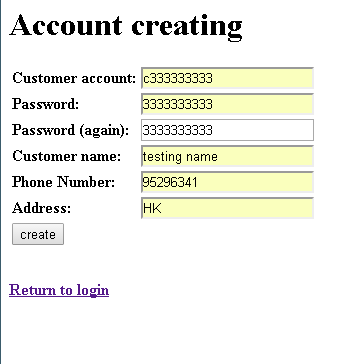 Account creating
Customer account: c333333333
Password: 3333333333
Password (again): 3333333333
Customer name: testing name
Phone Number: 95296341
Address: HK
create
Return to login